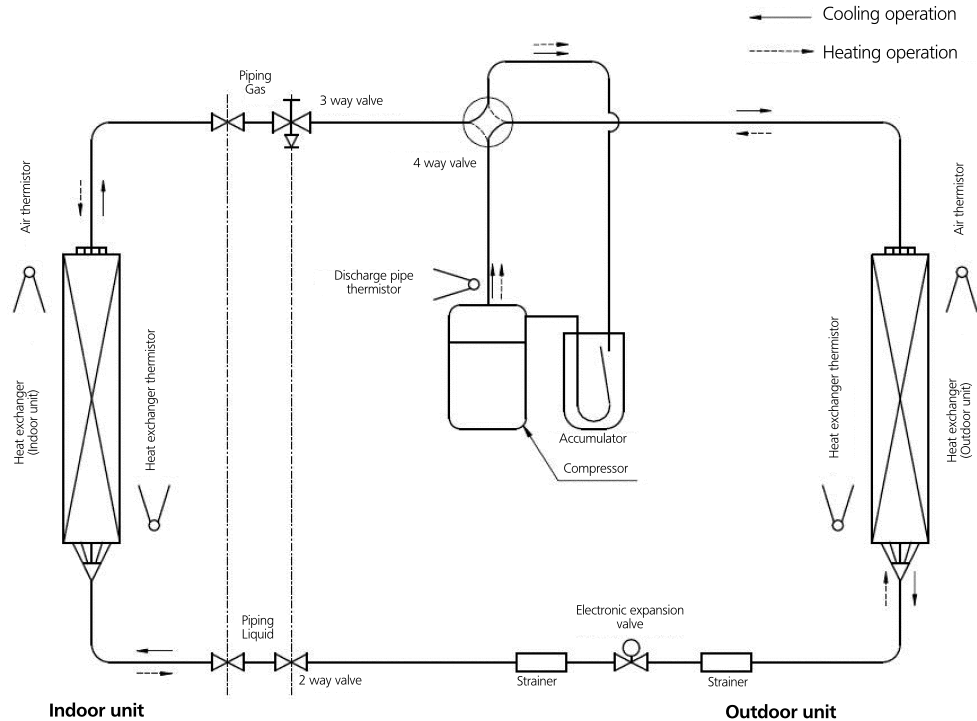 Cooling operation
Heating operation
Piping
Gas
3 way valve
4 way valve
Air thermistor
Air thermistor
Discharge pipe
thermistor
Heat exchanger
(Indoor unit)
Heat exchanger thermistor
Heat exchanger thermistor
Heat exchanger
(Outdoor unit)
Accumulator
Compressor
Piping
Liquid
Electronic expansion
valve
2 way valve
Strainer
Strainer
Indoor unit
Outdoor unit